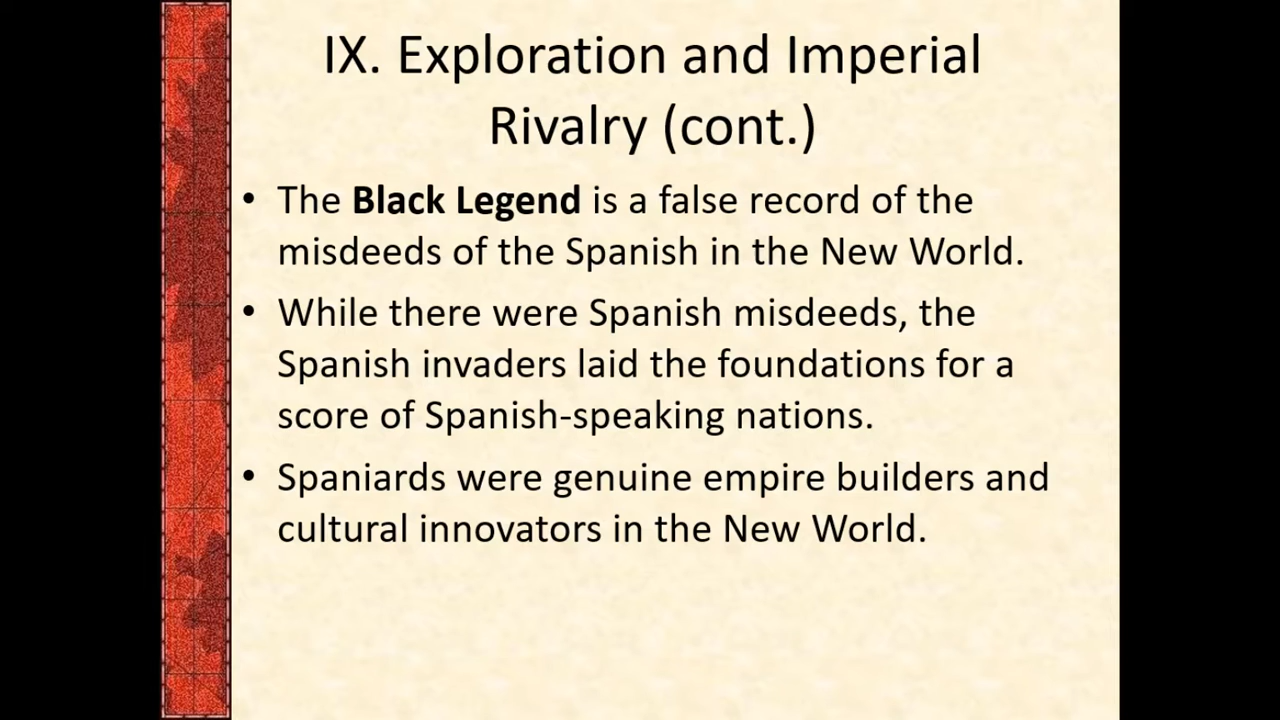 IX. Exploration and Imperial
Rivalry (cont.)
• The Black Legend is a false record of the
misdeeds of the Spanish in the New World.
• While there were Spanish misdeeds, the
Spanish invaders laid the foundations for a
score of Spanish-speaking nations.
• Spaniards were genuine empire builders and
cultural innovators in the New World.